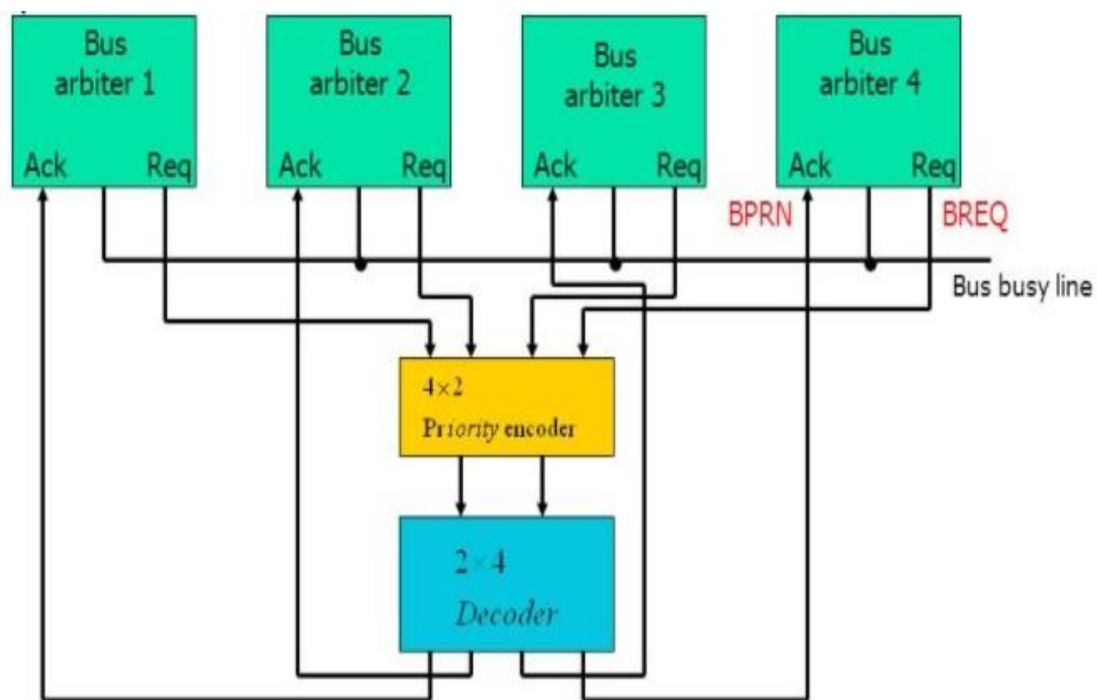 Bus
arbiter 1
Ack
Req
Bus
arbiter 2
Ack
Req
Bus
arbiter 3
Ack
Req
Bus
arbiter 4
Ack
Req
BPRN
BREQ
Bus busy line
4×2
Priority encoder
2×4
Decoder